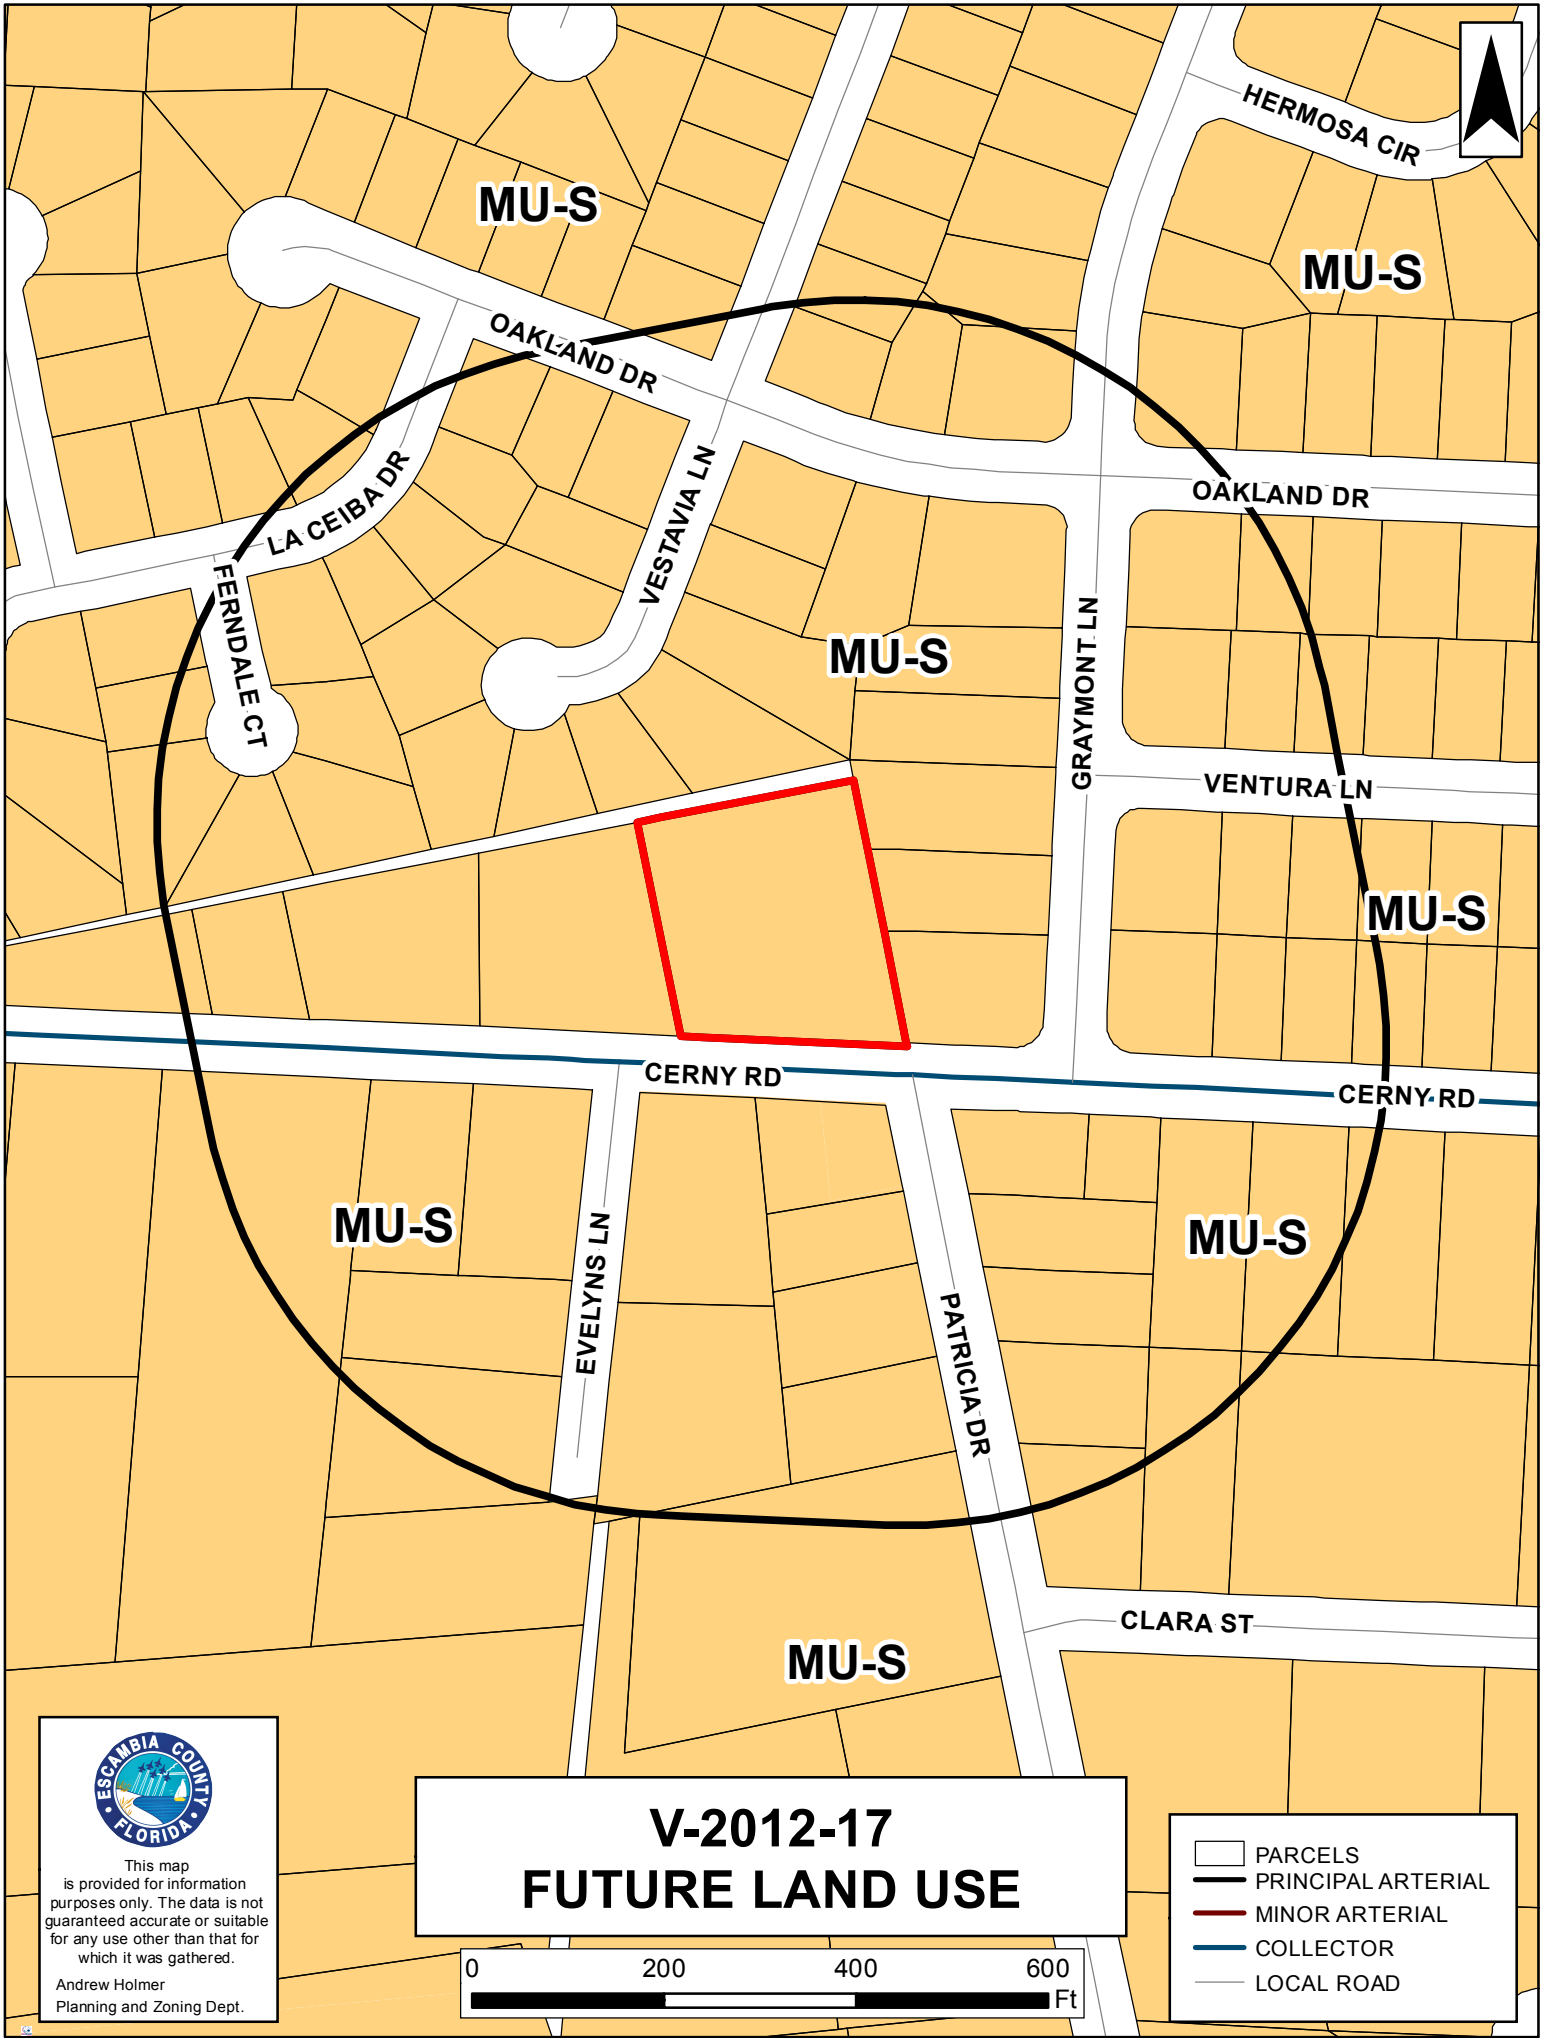 HERMOSA CIR
MU-S
MU-S
OAKLAND DR
LA CEIBA DR
VESTAVIA LN
OAKLAND DR
FERNDALE CT
MU-S
GRAYMONT LN
VENTURA LN
MU-S
CERNY RD
CERNY RD
MU-S
EVELYNS LN
MU-S
PATRICIA DR
CLARA ST
MU-S
ESCAMBIA COUNTY
FLORIDA
This map
is provided for information
purposes only. The data is not
guaranteed accurate or suitable
for any use other than that for
which it was gathered.
Andrew Holmer
Planning and Zoning Dept.
V-2012-17
FUTURE LAND USE
0 200 400 600
Ft
PARCELS
PRINCIPAL ARTERIAL
MINOR ARTERIAL
COLLECTOR
LOCAL ROAD